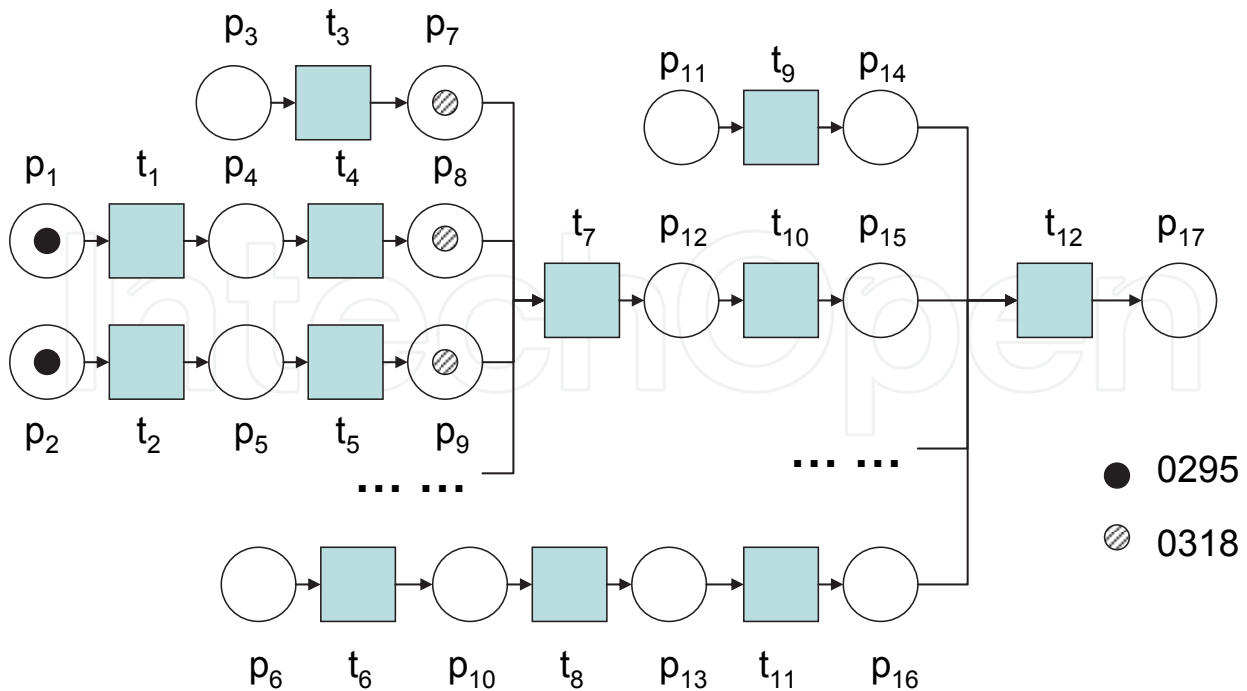 p3 t3 p7
p11 t9 p14
p1 t1 p4 t4 p8
t7 p12 t10 p15 t12 p17
IntechOpen
p2 t2 p5 t5 p9
... ...
... ...
0295
0318
p6 t6 p10 t8 p13 t11 p16